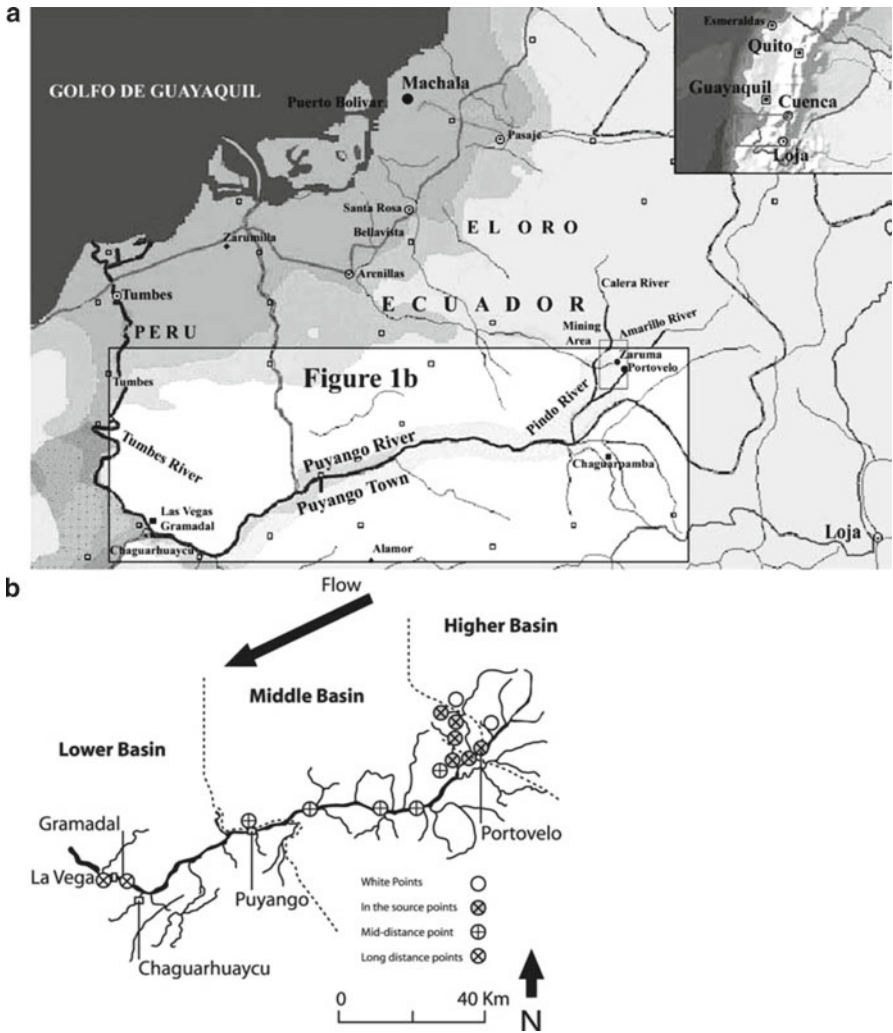 a
Esmeraldas
Quito
Guayaquil
Cuenca
Loja
GOLFO DE GUAYAQUIL
Machala
Puerto Bolivar
Pasaje
Santa Rosa
Bellavista
EL ORO
Zarumilla
Arenillas
Calera River
ECUADOR
Tumbes
PERU
Mining
Area
Amarillo River
Zaruma
Portovelo
Figure 1b
Tumbes
Pindo River
Tumbes River
Puyango River
Puyango Town
Chaguarpamba
Las Vegas
Gramadal
Chaguarhuaycu
Alamor
Loja
b
Flow
Higher Basin
Middle Basin
Lower Basin
Gramadal
Portovelo
La Vega
Puyango
White Points
In the source points
Mid-distance point
Long distance points
Chaguarhuaycu
0 40 Km
N